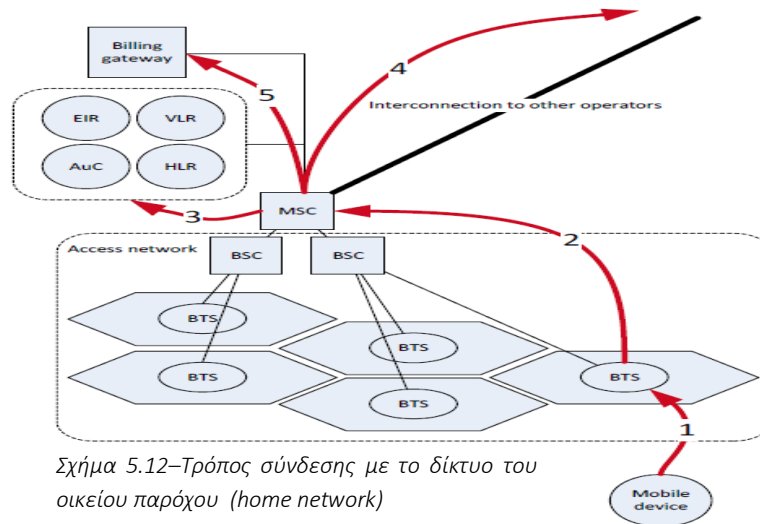 Billing
gateway
4
5
Interconnection to other operators
EIR
VLR
AuC
HLR
3
MSC
2
Access network
BSC
BSC
BTS
BTS
BTS
BTS
BTS
1
Σχήμα 5.12–Τρόπος σύνδεσης με το δίκτυο του
οικείου παρόχου (home network)
Mobile
device